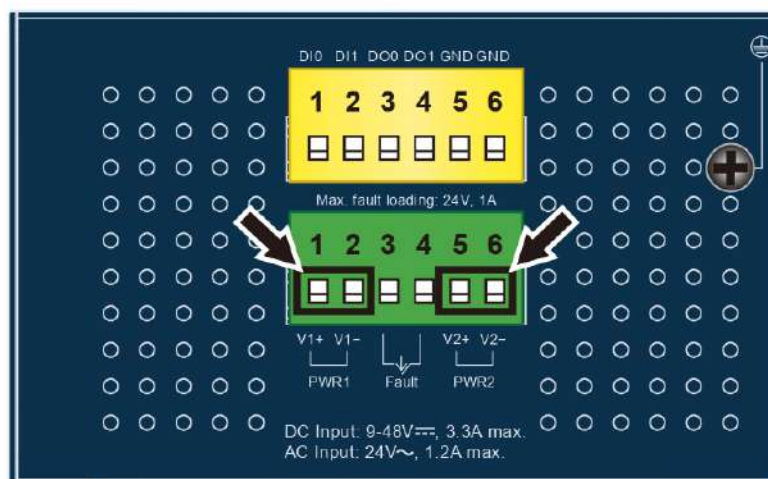 DI0 DI1 DO0 DO1 GND GND
1 2 3 4 5 6
Max. fault loading: 24V, 1A
1 2 3 4 5 6
V1+ V1− V2+ V2−
PWR1 Fault PWR2
DC Input: 9-48V⎓, 3.3A max.
AC Input: 24V~, 1.2A max.